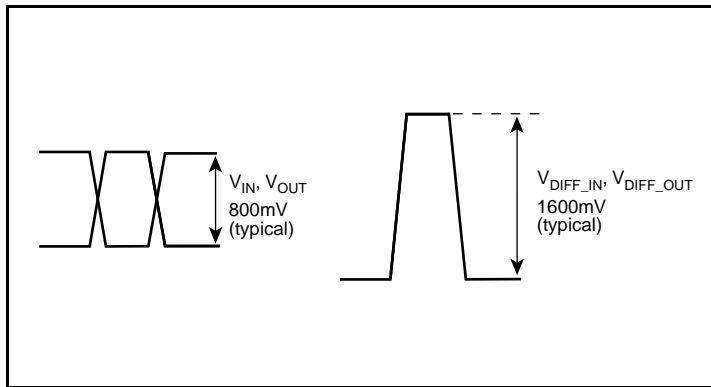 V_IN, V_OUT
800mV
(typical)
V_DIFF_IN, V_DIFF_OUT
1600mV
(typical)